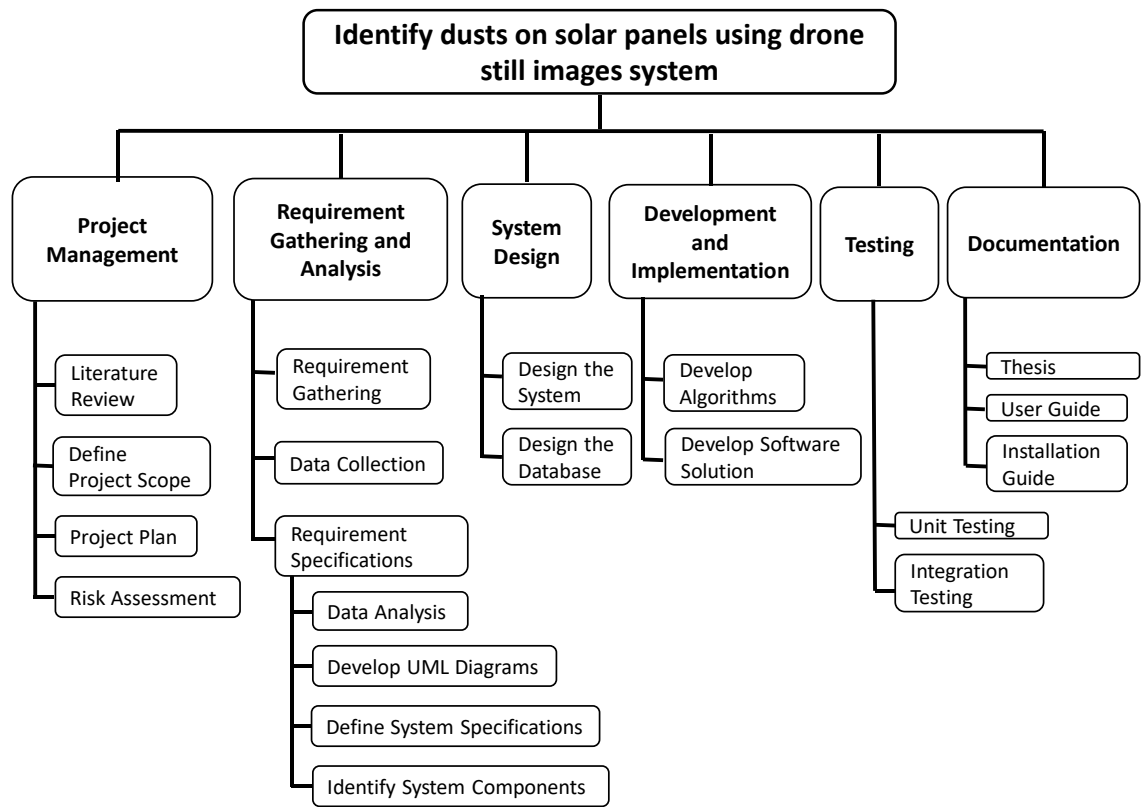 Identify dusts on solar panels using drone
still images system
Project
Management
Requirement
Gathering and
Analysis
System
Design
Development
and
Implementation
Testing
Documentation
Literature
Review
Define
Project Scope
Project Plan
Risk Assessment
Requirement
Gathering
Data Collection
Requirement
Specifications
Data Analysis
Develop UML Diagrams
Define System Specifications
Identify System Components
Design the
System
Design the
Database
Develop
Algorithms
Develop Software
Solution
Unit Testing
Integration
Testing
Thesis
User Guide
Installation
Guide